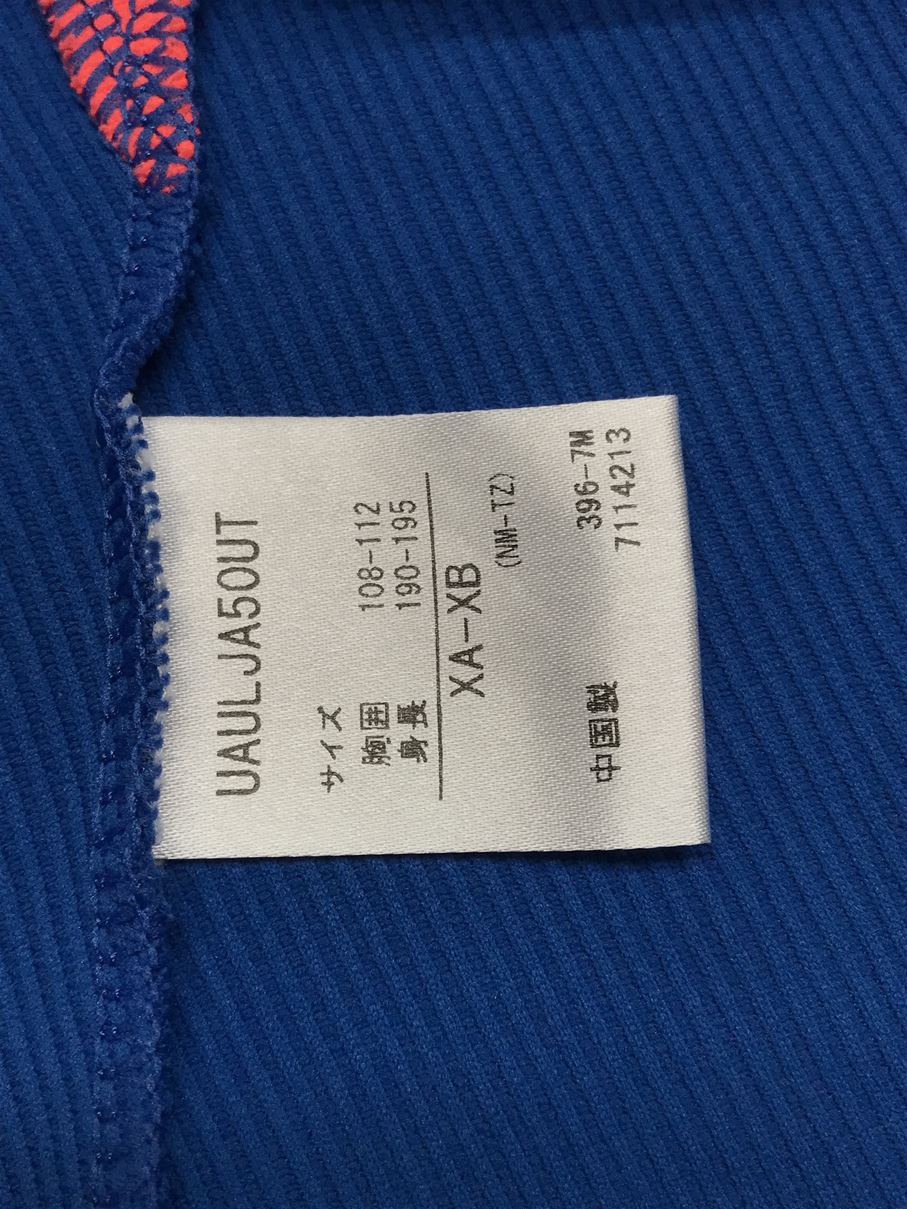 UAULJA50UT
サイズ
胸囲 108-112
身長 190-195
XA-XB
(NM-TZ)
396-7M
中国製 7114213